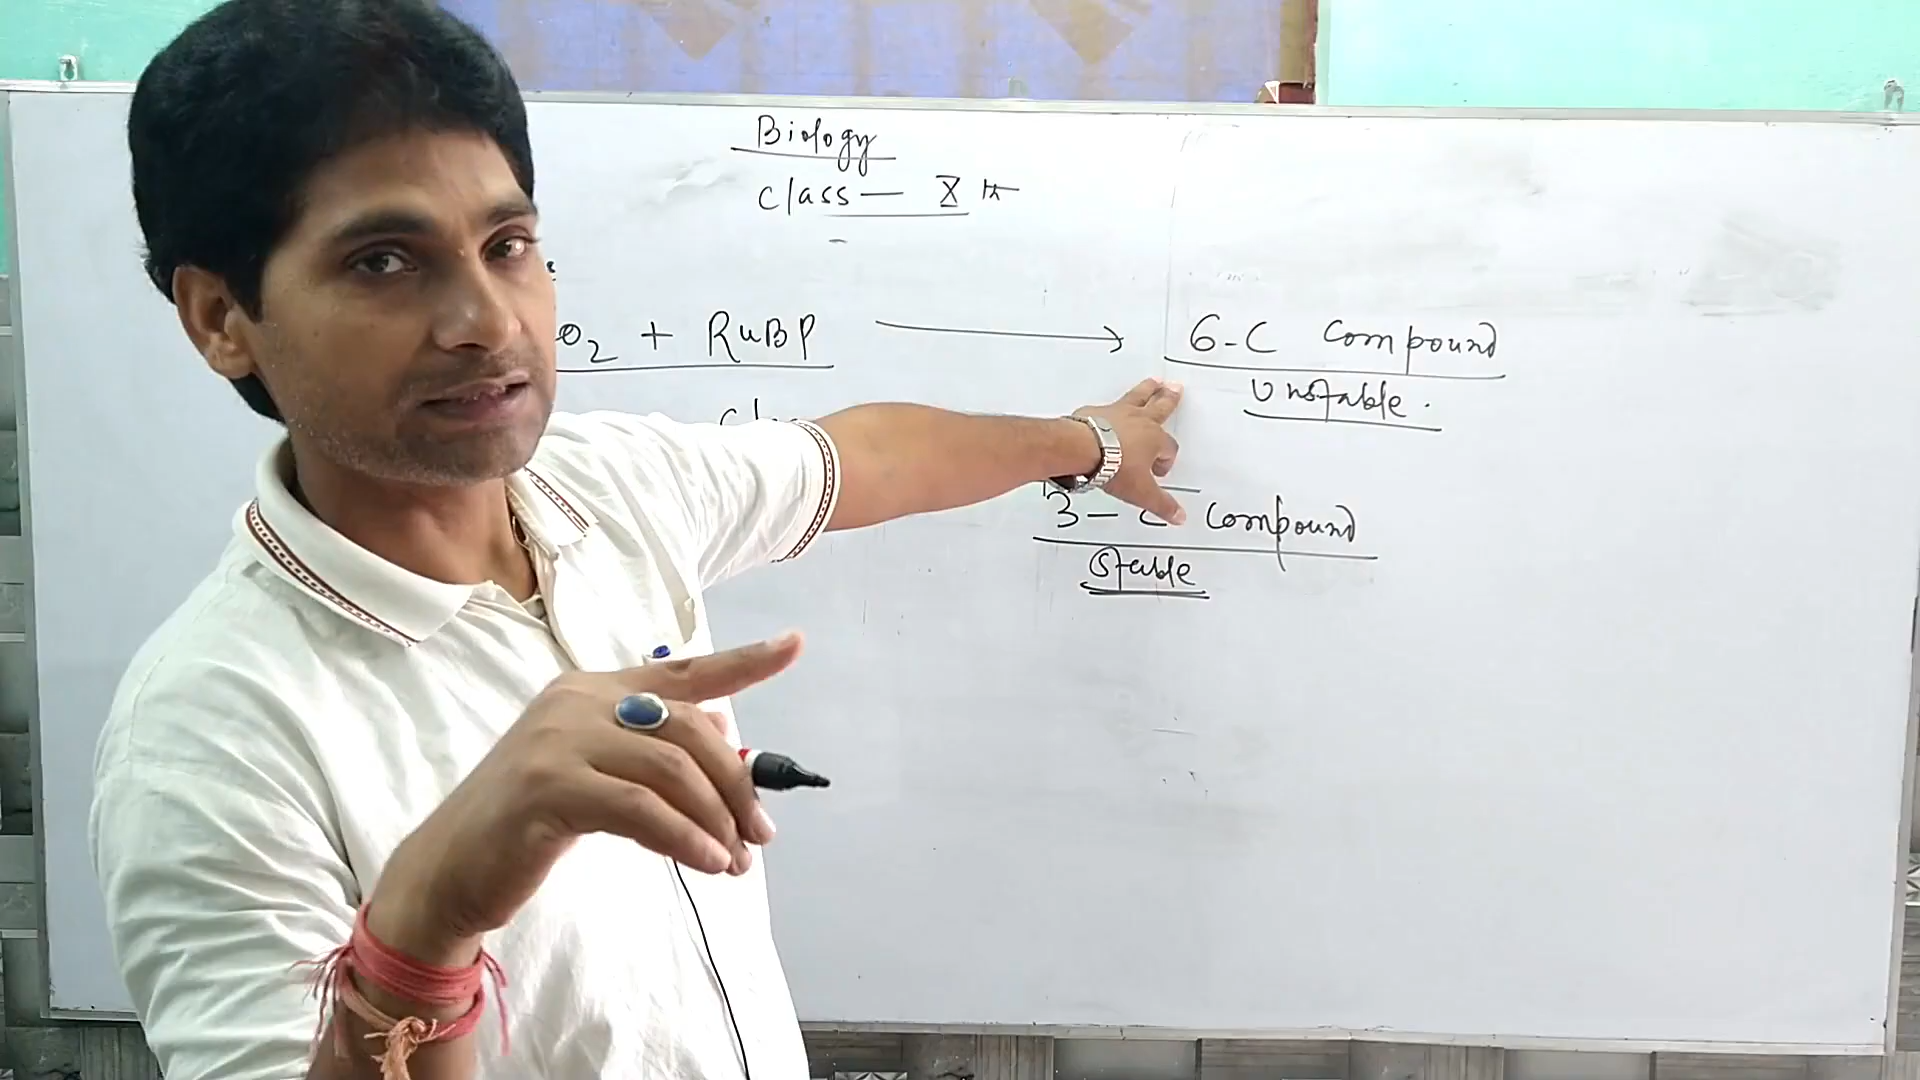 Biology
class — X th
O2 + RuBP → 6-C compound
Unstable.
3-C compound
Stable